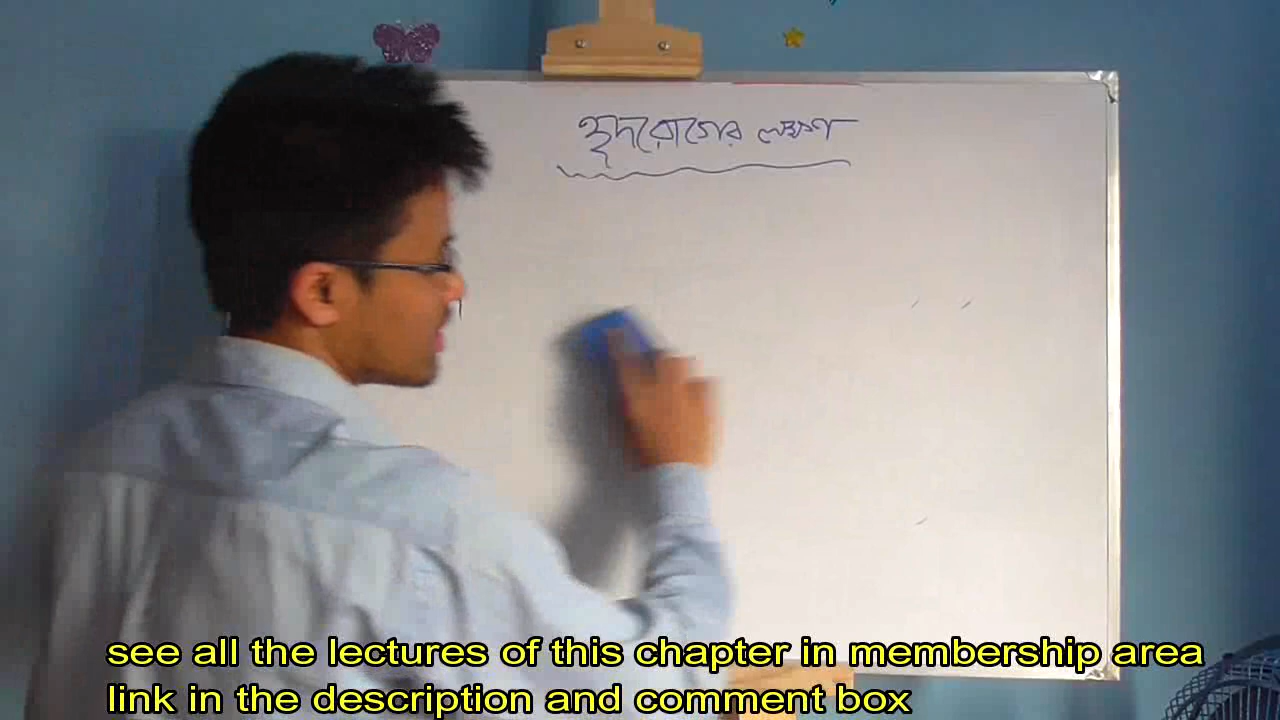 হৃদরোগের লক্ষণ
see all the lectures of this chapter in membership area
link in the description and comment box